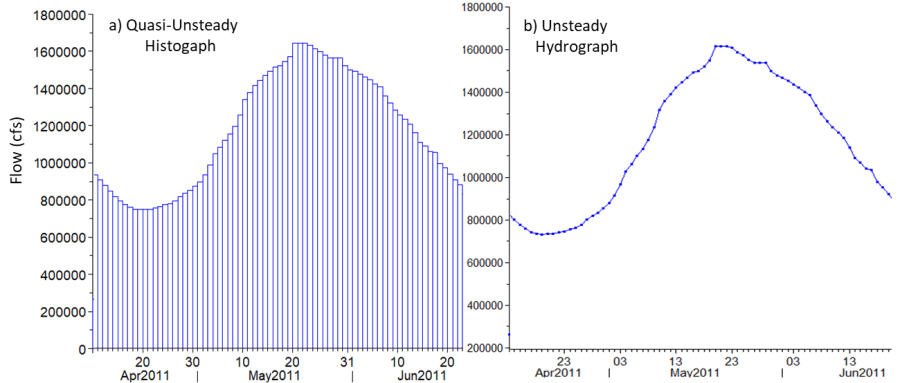 a) Quasi-Unsteady
Histogaph
Flow (cfs)
1800000
1600000
1400000
1200000
1000000
800000
600000
400000
200000
0
20 30 10 20 31 10 20
Apr2011 | May2011 | Jun2011
b) Unsteady
Hydrograph
1800000
1600000
1400000
1200000
1000000
800000
600000
400000
200000
23 03 13 23 03 13
Apr2011 | May2011 | Jun2011